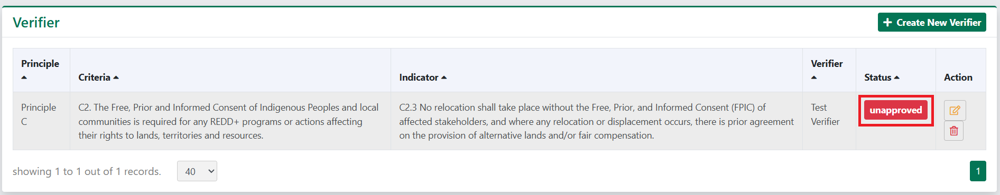 Verifier
Create New Verifier
Principle
Criteria
Indicator
Verifier
Status
Action
Principle
C
C2. The Free, Prior and Informed Consent of Indigenous Peoples and local
communities is required for any REDD+ programs or actions affecting
their rights to lands, territories and resources.
C2.3 No relocation shall take place without the Free, Prior, and Informed Consent (FPIC) of
affected stakeholders, and where any relocation or displacement occurs, there is prior agreement
on the provision of alternative lands and/or fair compensation.
Test
Verifier
unapproved
showing 1 to 1 out of 1 records.
40
1